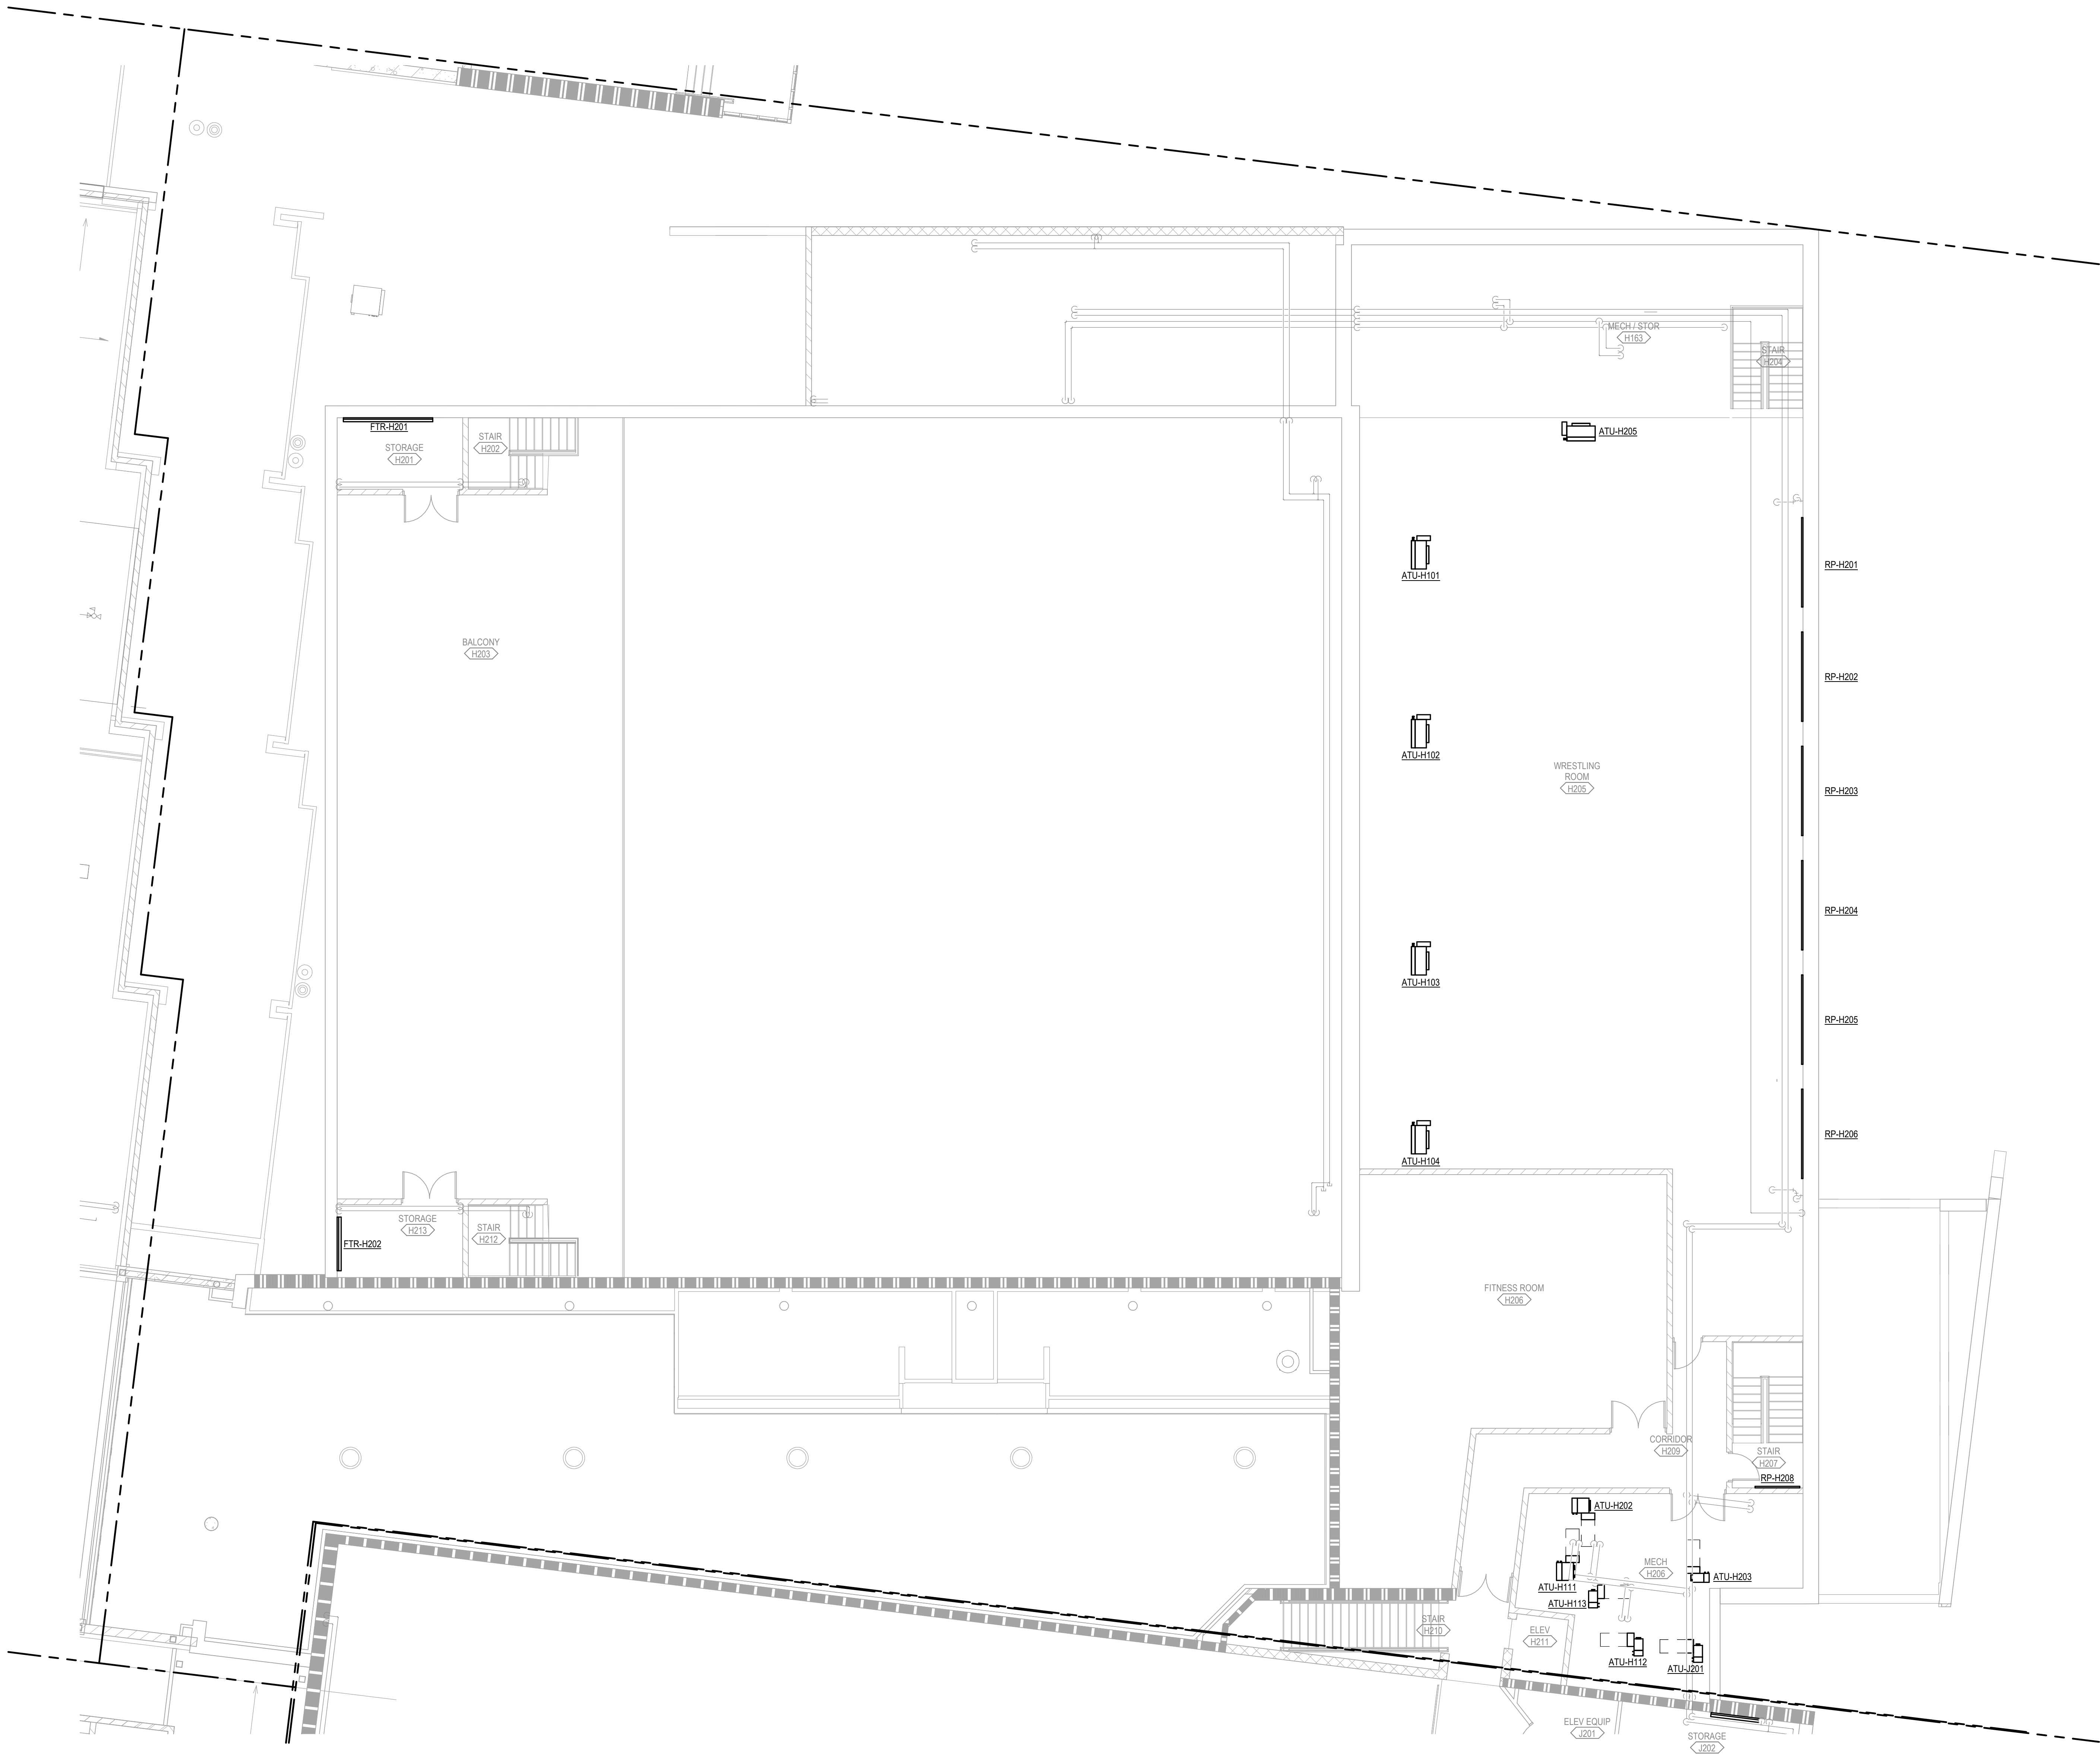 MECH / STOR
H163
STAIR
H204
FTR-H201
STORAGE
H201
STAIR
H202
ATU-H205
ATU-H101
RP-H201
BALCONY
H203
RP-H202
ATU-H102
WRESTLING
ROOM
H205
RP-H203
RP-H204
ATU-H103
RP-H205
RP-H206
ATU-H104
STORAGE
H213
STAIR
H212
FTR-H202
FITNESS ROOM
H206
CORRIDOR
H209
STAIR
H207
RP-H208
ATU-H202
MECH
H206
ATU-H203
ATU-H111
ATU-H113
STAIR
H210
ELEV
H211
ATU-H112
ATU-J201
ELEV EQUIP
J201
STORAGE
J202